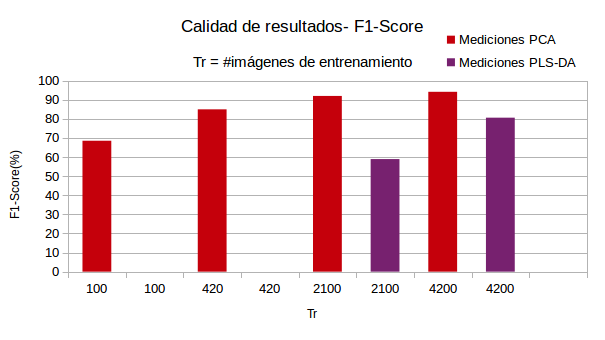 Calidad de resultados- F1-Score
Tr = #imágenes de entrenamiento
Mediciones PCA
Mediciones PLS-DA
F1-Score(%)
100
90
80
70
60
50
40
30
20
10
0
100 100 420 420 2100 2100 4200 4200
Tr